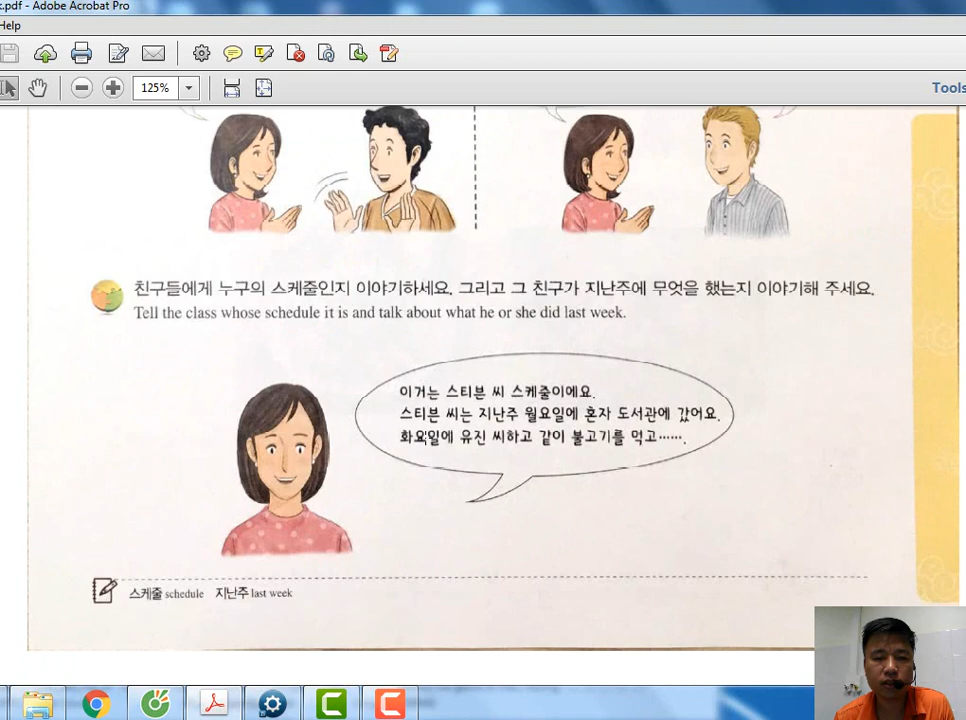 .pdf - Adobe Acrobat Pro
Help
125%
Tools
친구들에게 누구의 스케줄인지 이야기하세요. 그리고 그 친구가 지난주에 무엇을 했는지 이야기해 주세요.
Tell the class whose schedule it is and talk about what he or she did last week.
이거는 스티븐 씨 스케줄이에요.
스티븐 씨는 지난주 월요일에 혼자 도서관에 갔어요.
화요일에 유진 씨하고 같이 불고기를 먹고…….
스케줄 schedule 지난주 last week